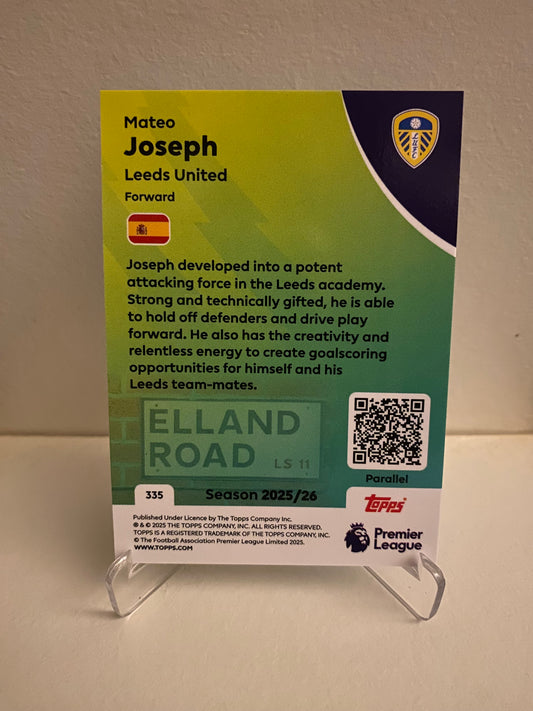 Mateo
Joseph
Leeds United
Forward
LUFC
Joseph developed into a potent
attacking force in the Leeds academy.
Strong and technically gifted, he is able
to hold off defenders and drive play
forward. He also has the creativity and
relentless energy to create goalscoring
opportunities for himself and his
Leeds team-mates.
ELLAND
ROAD LS 11
Parallel
335 Season 2025/26
Topps
Published Under Licence by The Topps Company Inc.
® & © 2025 THE TOPPS COMPANY, INC. ALL RIGHTS RESERVED.
TOPPS IS A REGISTERED TRADEMARK OF THE TOPPS COMPANY, INC.
© The Football Association Premier League Limited 2025.
WWW.TOPPS.COM
Premier
League